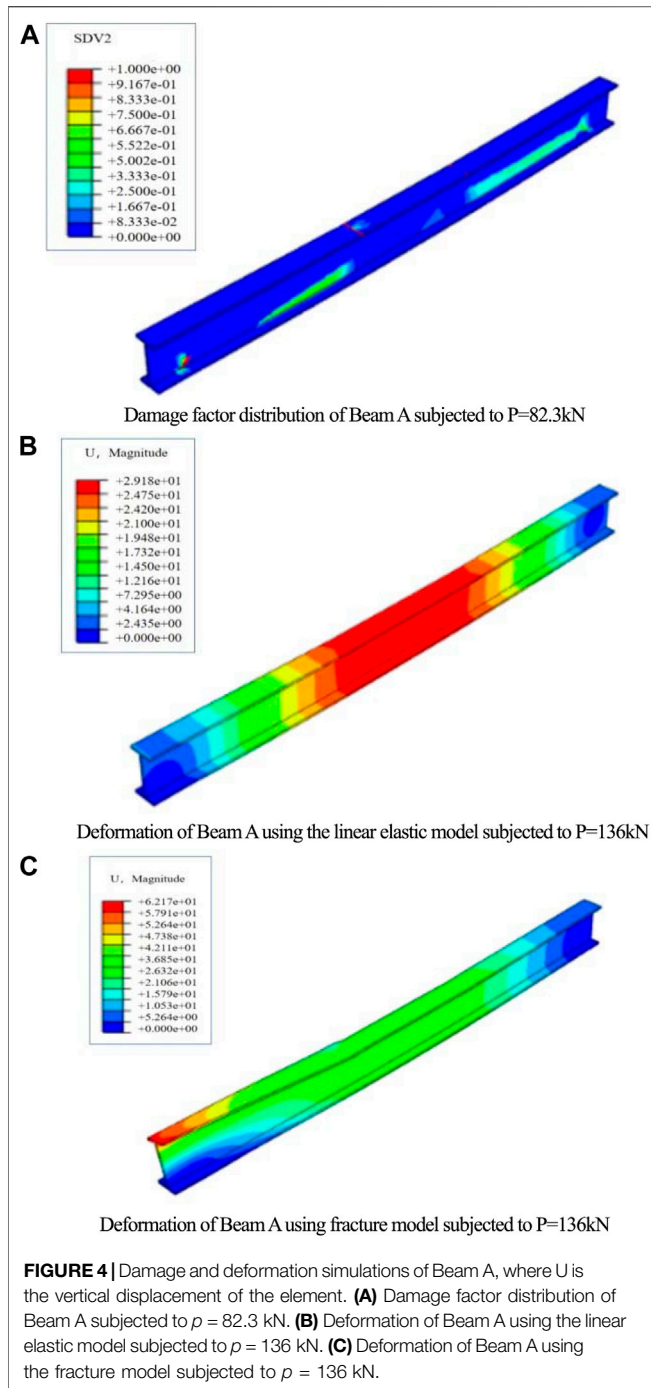 A
SDV2
+1.000e+00
+9.167e-01
+8.333e-01
+7.500e-01
+6.667e-01
+5.522e-01
+5.002e-01
+3.333e-01
+2.500e-01
+1.667e-01
+8.333e-02
+0.000e+00
Damage factor distribution of Beam A subjected to P=82.3kN
B
U, Magnitude
+2.918e+01
+2.475e+01
+2.420e+01
+2.100e+01
+1.948e+01
+1.732e+01
+1.450e+01
+1.216e+01
+7.295e+00
+4.164e+00
+2.435e+00
+0.000e+00
Deformation of Beam A using the linear elastic model subjected to P=136kN
C
U, Magnitude
+6.217e+01
+5.791e+01
+5.264e+01
+4.738e+01
+4.211e+01
+3.685e+01
+2.632e+01
+2.106e+01
+1.579e+01
+1.053e+01
+5.264e+00
+0.000e+00
Deformation of Beam A using fracture model subjected to P=136kN
FIGURE 4 | Damage and deformation simulations of Beam A, where U is
the vertical displacement of the element. (A) Damage factor distribution of
Beam A subjected to p = 82.3 kN. (B) Deformation of Beam A using the linear
elastic model subjected to p = 136 kN. (C) Deformation of Beam A using
the fracture model subjected to p = 136 kN.